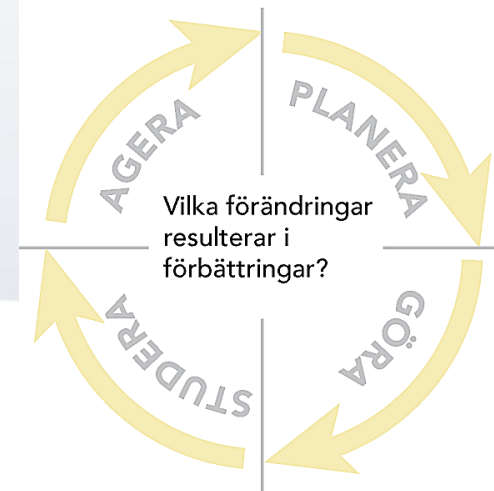 AGERA
PLANERA
Vilka förändringar
resulterar i
förbättringar?
STUDERA
GÖRA